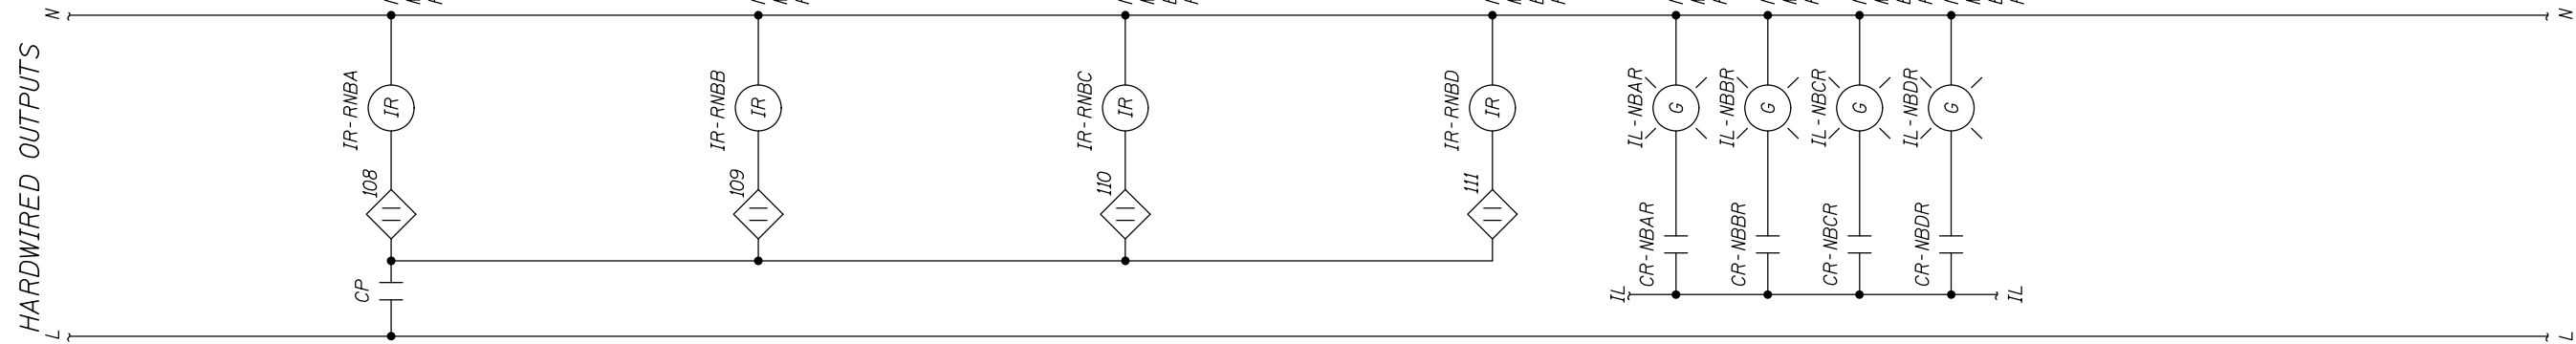 HARDWIRED OUTPUTS
L N
CP 108 IR-RNBA IR
109 IR-RNBB IR
110 IR-RNBC IR
111 IR-RNBD IR
IL
CR-NBAR IL-NBAR G
CR-NBBR IL-NBBR G
CR-NBCR IL-NBCR G
CR-NBDR IL-NBDR G
IL
L N